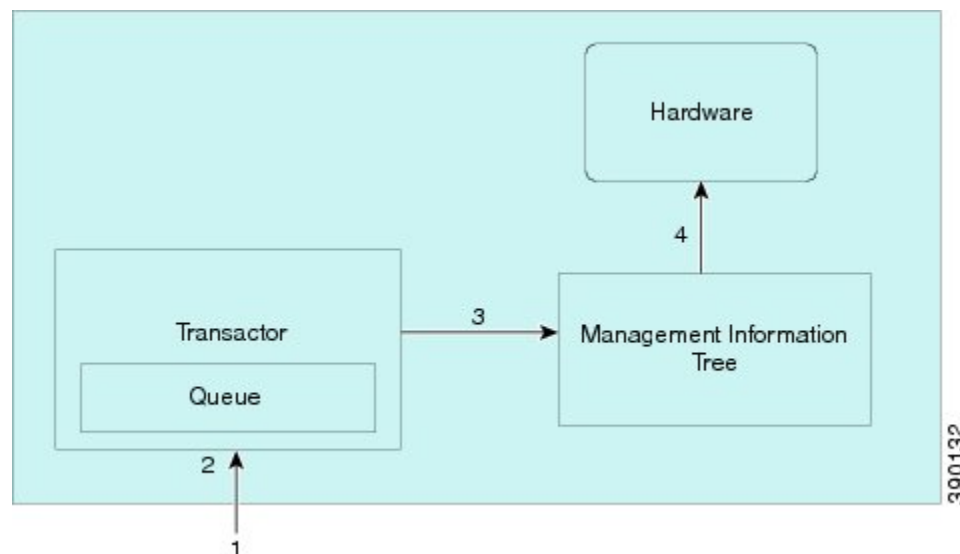 Hardware
4
3
Transactor
Management Information
Tree
Queue
2
1
390132